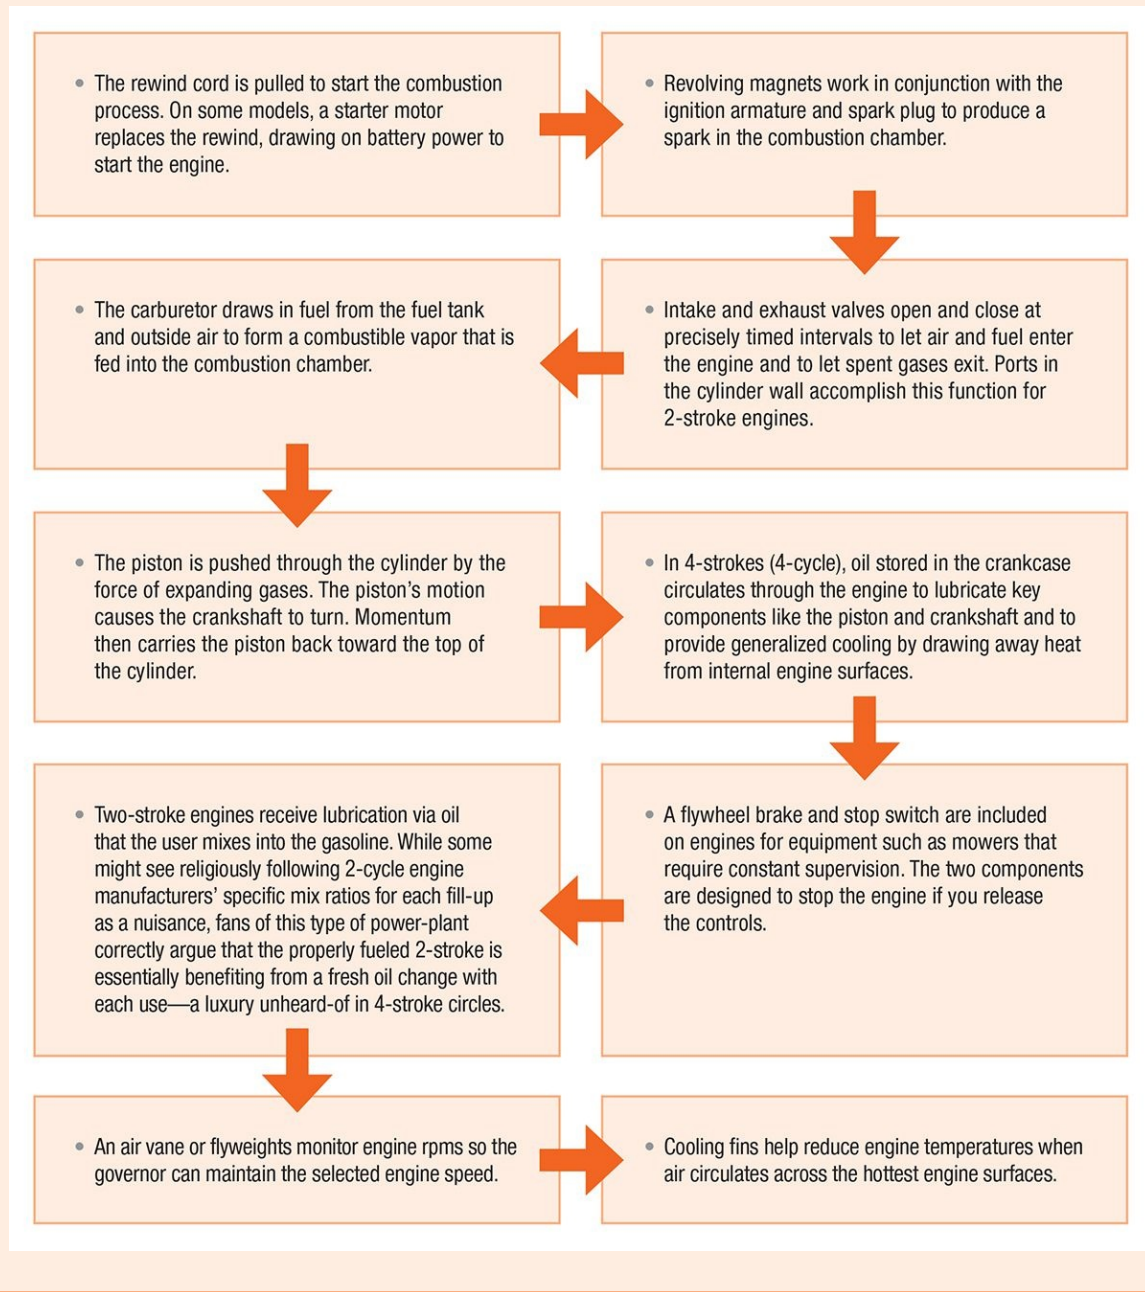 • The rewind cord is pulled to start the combustion
process. On some models, a starter motor
replaces the rewind, drawing on battery power to
start the engine.
• Revolving magnets work in conjunction with the
ignition armature and spark plug to produce a
spark in the combustion chamber.
• Intake and exhaust valves open and close at
precisely timed intervals to let air and fuel enter
the engine and to let spent gases exit. Ports in
the cylinder wall accomplish this function for
2-stroke engines.
• The carburetor draws in fuel from the fuel tank
and outside air to form a combustible vapor that is
fed into the combustion chamber.
• The piston is pushed through the cylinder by the
force of expanding gases. The piston’s motion
causes the crankshaft to turn. Momentum
then carries the piston back toward the top of
the cylinder.
• In 4-strokes (4-cycle), oil stored in the crankcase
circulates through the engine to lubricate key
components like the piston and crankshaft and to
provide generalized cooling by drawing away heat
from internal engine surfaces.
• A flywheel brake and stop switch are included
on engines for equipment such as mowers that
require constant supervision. The two components
are designed to stop the engine if you release
the controls.
• Two-stroke engines receive lubrication via oil
that the user mixes into the gasoline. While some
might see religiously following 2-cycle engine
manufacturers’ specific mix ratios for each fill-up
as a nuisance, fans of this type of power-plant
correctly argue that the properly fueled 2-stroke is
essentially benefiting from a fresh oil change with
each use—a luxury unheard-of in 4-stroke circles.
• An air vane or flyweights monitor engine rpms so the
governor can maintain the selected engine speed.
• Cooling fins help reduce engine temperatures when
air circulates across the hottest engine surfaces.